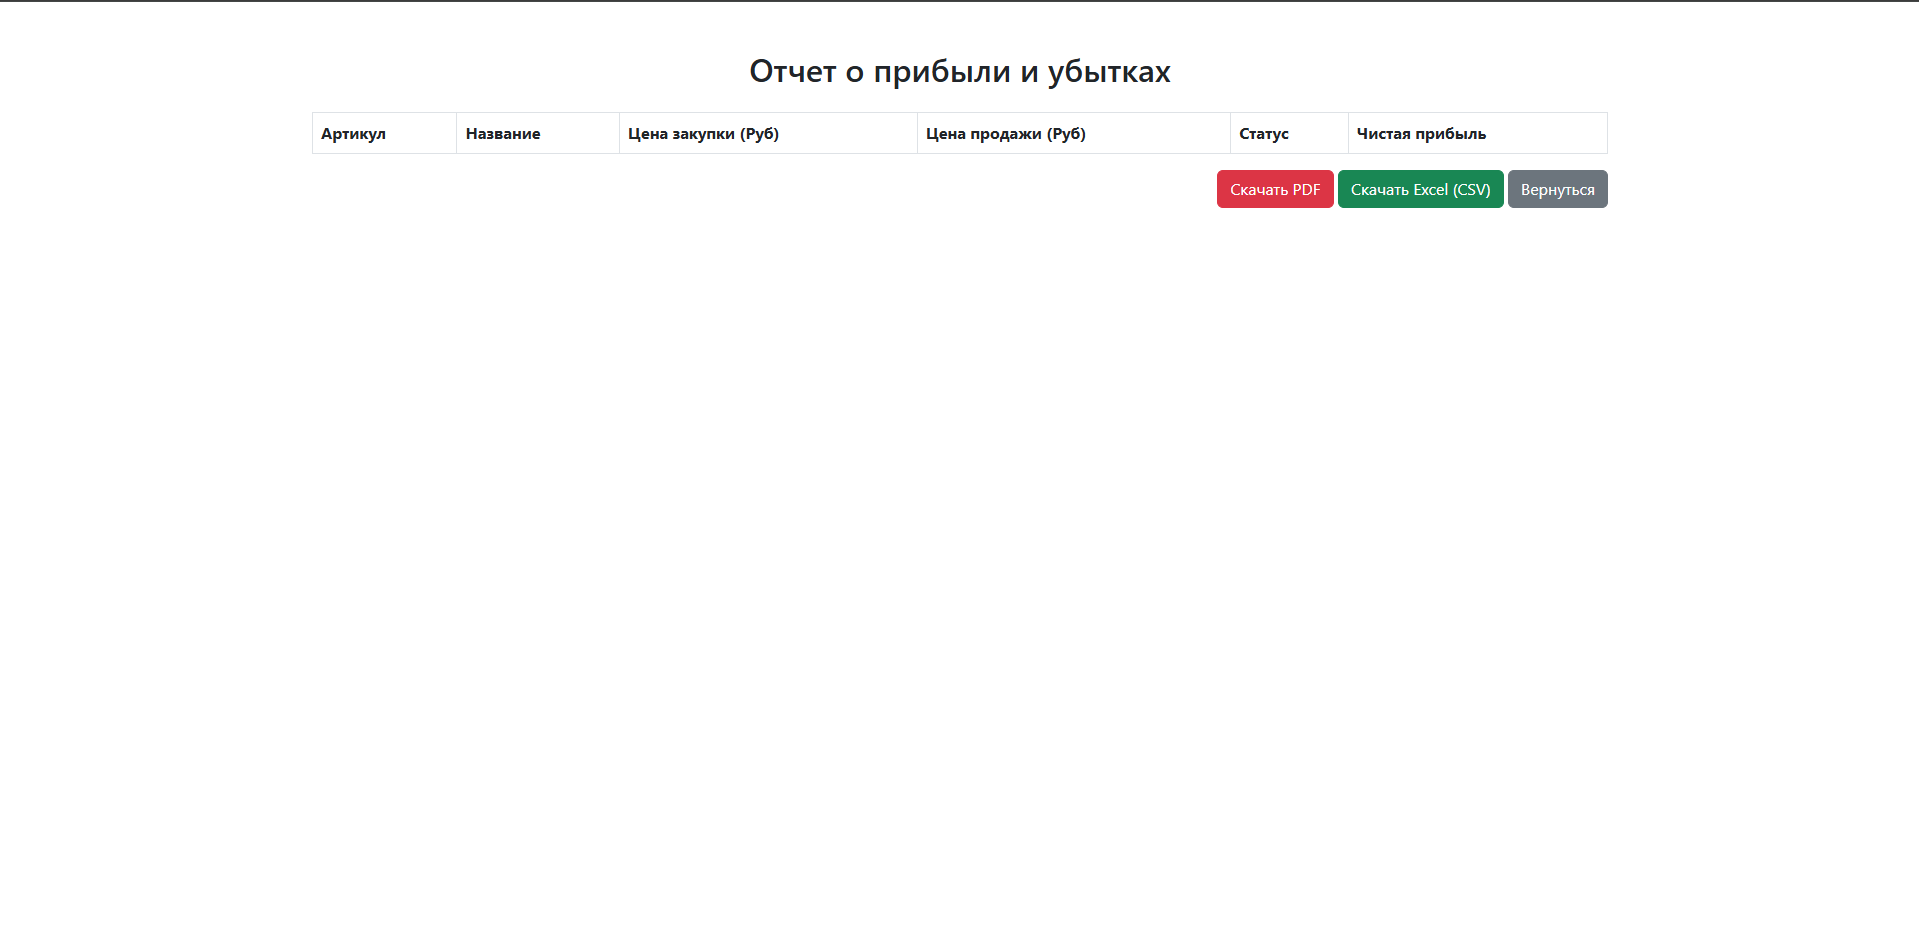 Отчет о прибыли и убытках
Артикул Название Цена закупки (Руб) Цена продажи (Руб) Статус Чистая прибыль
Скачать PDF Скачать Excel (CSV) Вернуться